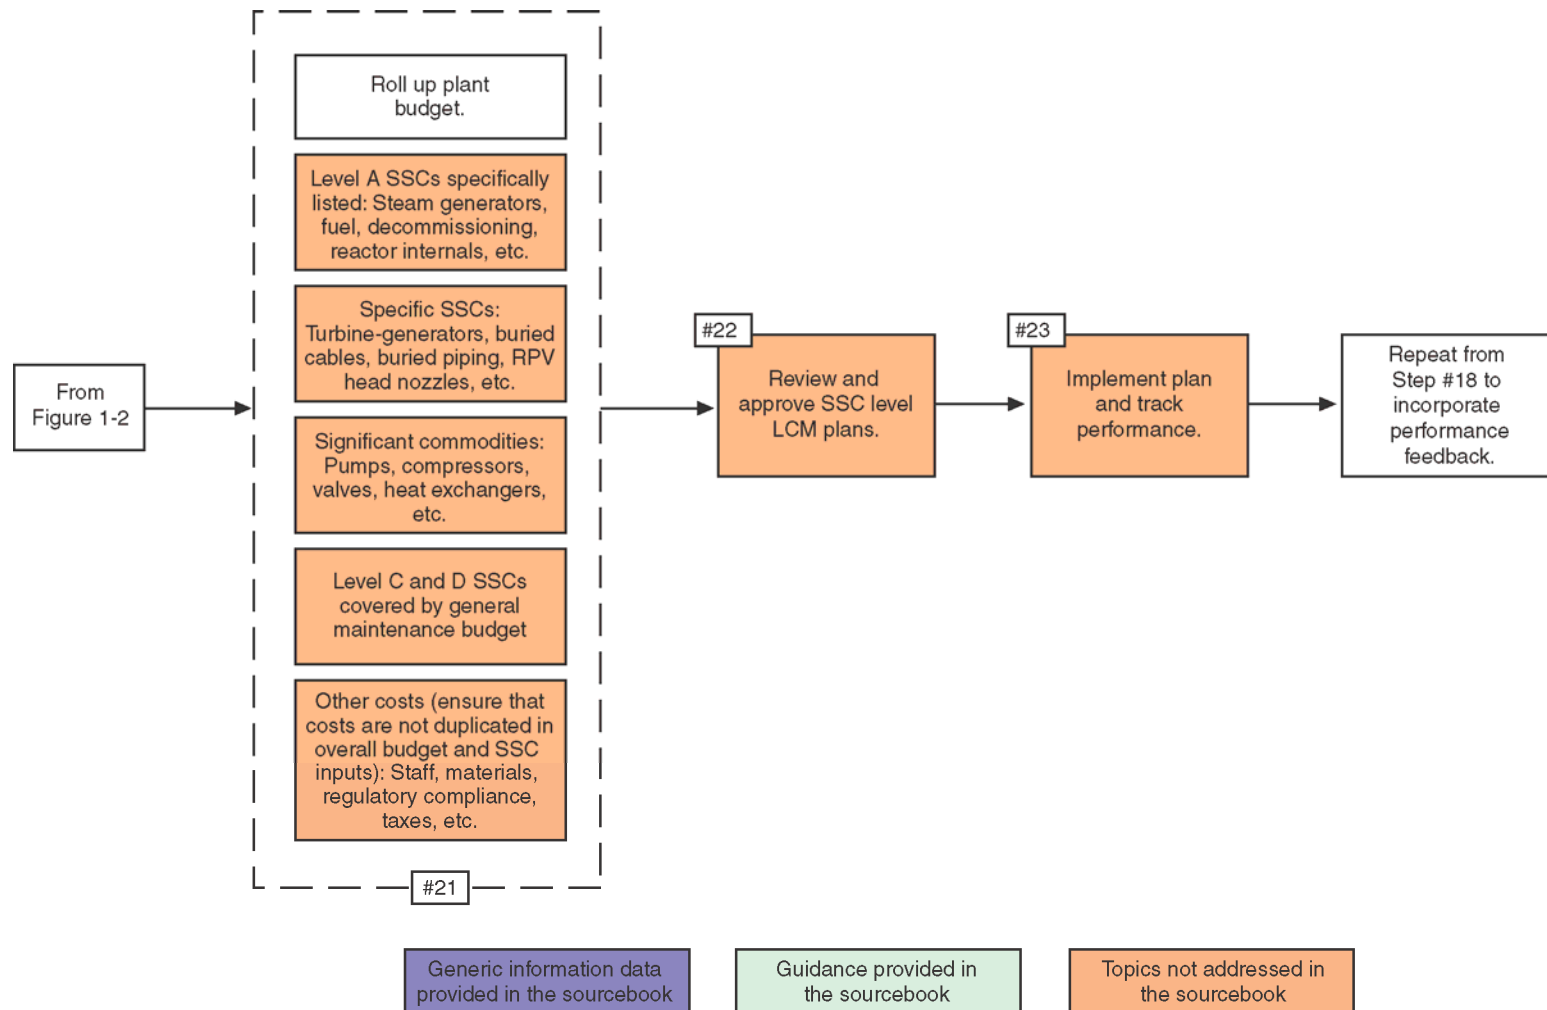 Roll up plant
budget.
Level A SSCs specifically
listed: Steam generators,
fuel, decommissioning,
reactor internals, etc.
Specific SSCs:
Turbine-generators, buried
cables, buried piping, RPV
head nozzles, etc.
Significant commodities:
Pumps, compressors,
valves, heat exchangers,
etc.
Level C and D SSCs
covered by general
maintenance budget
Other costs (ensure that
costs are not duplicated in
overall budget and SSC
inputs): Staff, materials,
regulatory compliance,
taxes, etc.
#21
From
Figure 1-2
#22
Review and
approve SSC level
LCM plans.
#23
Implement plan
and track
performance.
Repeat from
Step #18 to
incorporate
performance
feedback.
Generic information data
provided in the sourcebook
Guidance provided in
the sourcebook
Topics not addressed in
the sourcebook